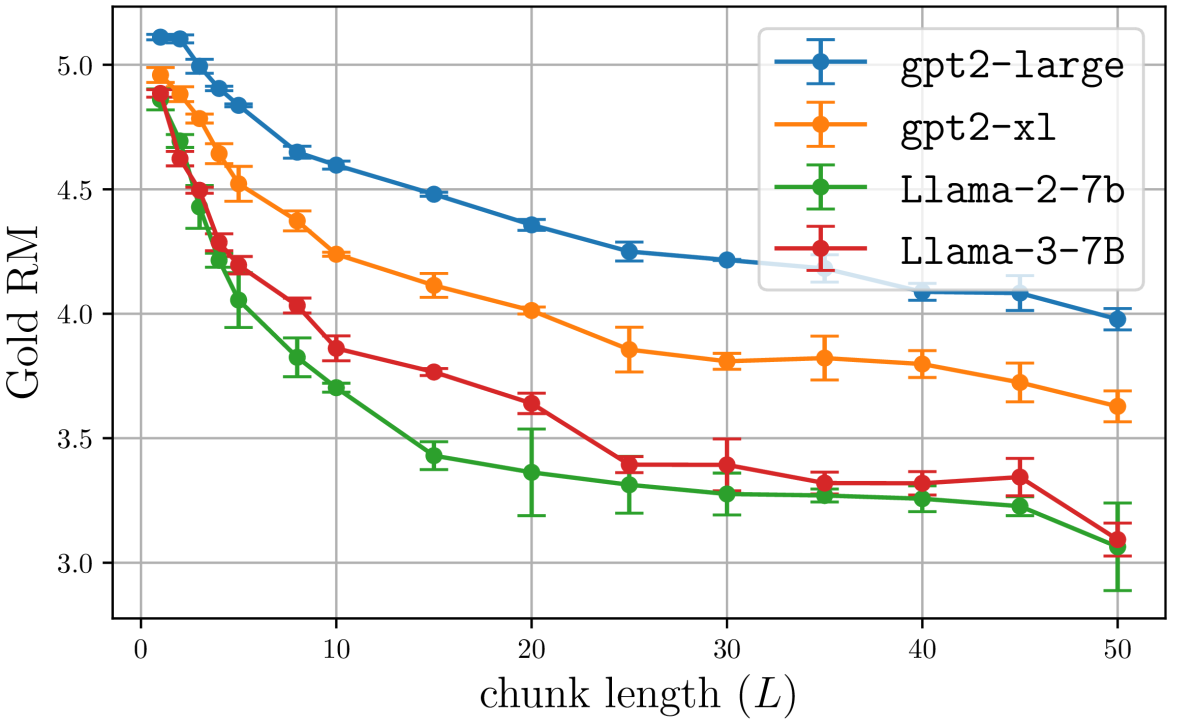 5.0
4.5
4.0
3.5
3.0
Gold RM
gpt2-large
gpt2-xl
Llama-2-7b
Llama-3-7B
0 10 20 30 40 50
chunk length (L)